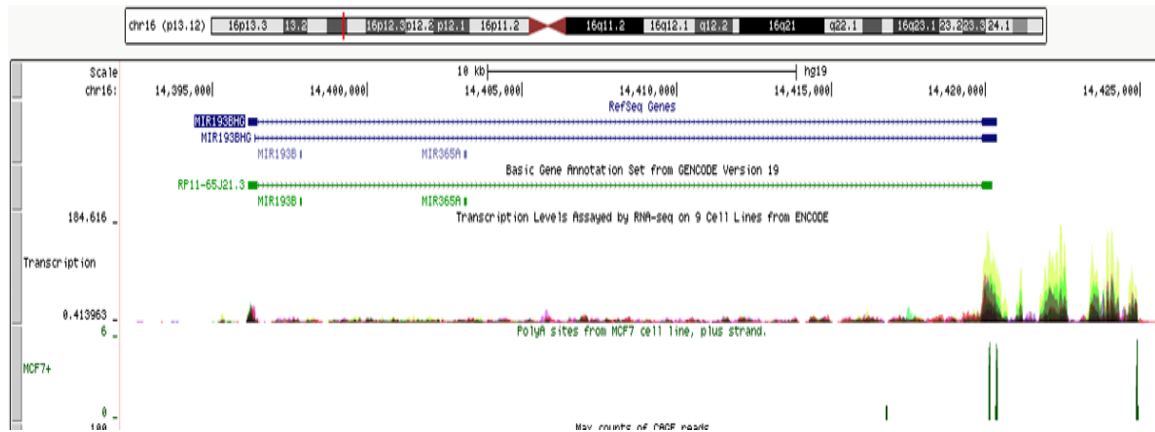 chr16 (p13.12) 16p13.3 13.2 16p12.3 p12.2 p12.1 16p11.2 16q11.2 16q12.1 q12.2 16q21 q22.1 16q23.1 23.2 23.3 24.1
Scale 10 kb hg19
chr16: 14,395,000 14,400,000 14,405,000 14,410,000 14,415,000 14,420,000 14,425,000
RefSeq Genes
MIR193BHG
MIR193BHG
MIR193B MIR365A
Basic Gene Annotation Set from GENCODE Version 19
RP11-65J21.3
MIR193B MIR365A
184.616 _ Transcription Levels Assayed by RNA-seq on 9 Cell Lines from ENCODE
Transcription
0.413963 _
6 _ PolyA sites from MCF7 cell line, plus strand.
MCF7+
0 _
100 Max counts of CAGE reads